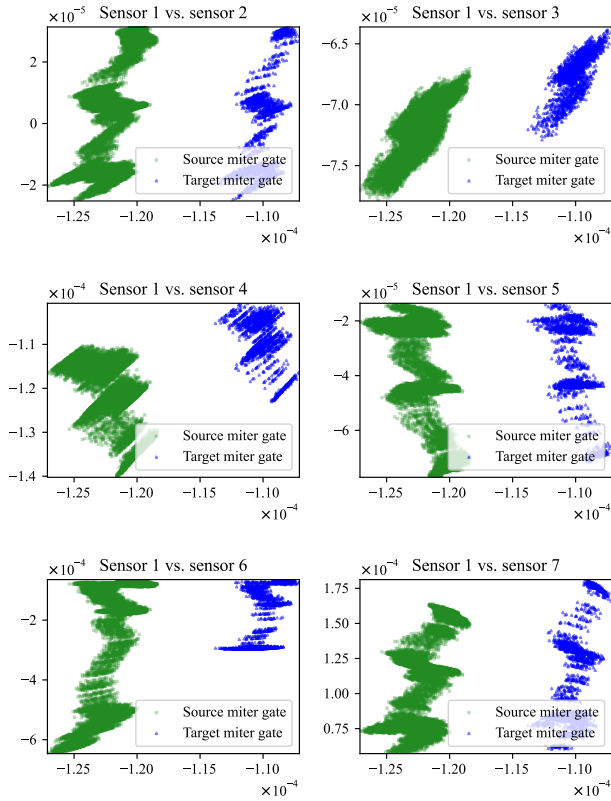 Sensor 1 vs. sensor 2
×10⁻⁵
2
0
−2
Source miter gate
Target miter gate
−1.25 −1.20 −1.15 −1.10
×10⁻⁴
Sensor 1 vs. sensor 3
×10⁻⁵
−6.5
−7.0
−7.5
Source miter gate
Target miter gate
−1.25 −1.20 −1.15 −1.10
×10⁻⁴
Sensor 1 vs. sensor 4
×10⁻⁴
−1.1
−1.2
−1.3
−1.4
Source miter gate
Target miter gate
−1.25 −1.20 −1.15 −1.10
×10⁻⁴
Sensor 1 vs. sensor 5
×10⁻⁵
−2
−4
−6
Source miter gate
Target miter gate
−1.25 −1.20 −1.15 −1.10
×10⁻⁴
Sensor 1 vs. sensor 6
×10⁻⁴
−2
−4
−6
Source miter gate
Target miter gate
−1.25 −1.20 −1.15 −1.10
×10⁻⁴
Sensor 1 vs. sensor 7
×10⁻⁴
1.75
1.50
1.25
1.00
0.75
Source miter gate
Target miter gate
−1.25 −1.20 −1.15 −1.10
×10⁻⁴